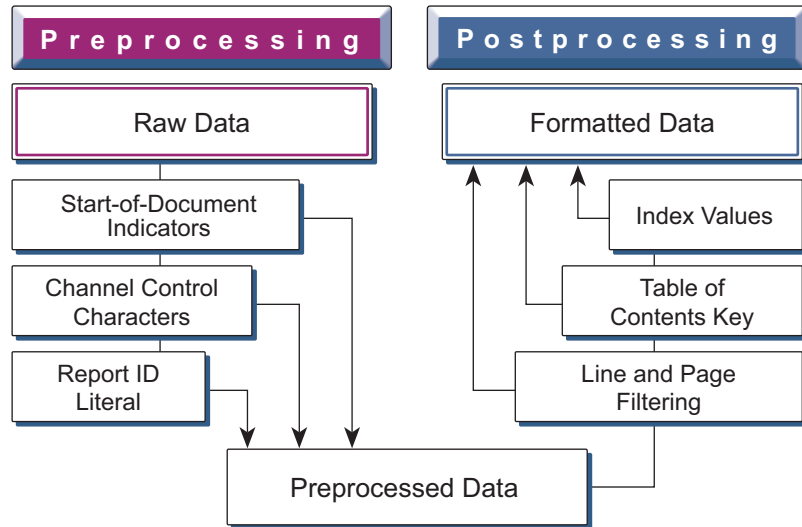 Preprocessing
Raw Data
Start-of-Document
Indicators
Channel Control
Characters
Report ID
Literal
Preprocessed Data
Postprocessing
Formatted Data
Index Values
Table of
Contents Key
Line and Page
Filtering